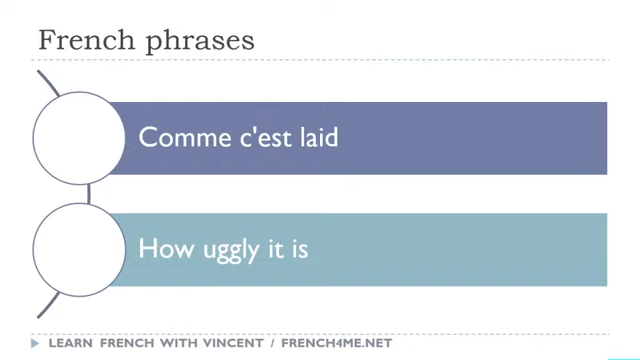 French phrases
Comme c'est laid
How uggly it is
LEARN FRENCH WITH VINCENT / FRENCH4ME.NET